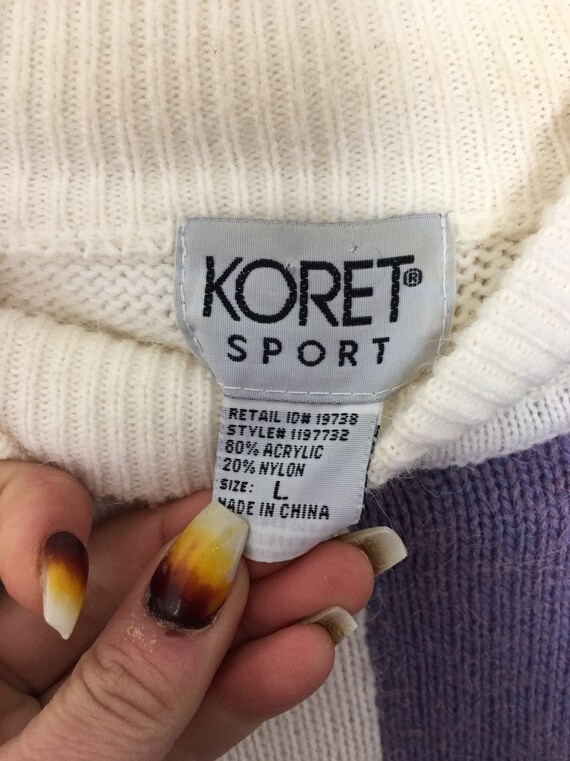 KORET®
SPORT
RETAIL ID# 19738
STYLE# 1197732
80% ACRYLIC
20% NYLON
SIZE: L
MADE IN CHINA